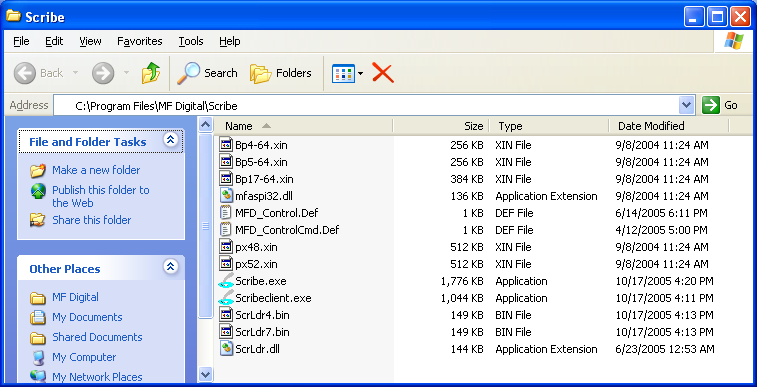 Scribe
File Edit View Favorites Tools Help
Back Search Folders
Address C:\Program Files\MF Digital\Scribe Go
File and Folder Tasks
Make a new folder
Publish this folder to
the Web
Share this folder
Other Places
MF Digital
My Documents
Shared Documents
My Computer
My Network Places
Name Size Type Date Modified
Bp4-64.xin 256 KB XIN File 9/8/2004 11:24 AM
Bp5-64.xin 256 KB XIN File 9/8/2004 11:24 AM
Bp17-64.xin 384 KB XIN File 9/8/2004 11:24 AM
mfaspi32.dll 136 KB Application Extension 9/8/2004 11:24 AM
MFD_Control.Def 1 KB DEF File 6/14/2005 6:11 PM
MFD_ControlCmd.Def 1 KB DEF File 4/12/2005 5:00 PM
px48.xin 512 KB XIN File 9/8/2004 11:24 AM
px52.xin 512 KB XIN File 9/8/2004 11:24 AM
Scribe.exe 1,776 KB Application 10/17/2005 4:20 PM
Scribeclient.exe 1,044 KB Application 10/17/2005 4:11 PM
ScrLdr4.bin 149 KB BIN File 10/17/2005 4:13 PM
ScrLdr7.bin 149 KB BIN File 10/17/2005 4:13 PM
ScrLdr.dll 144 KB Application Extension 6/23/2005 12:53 AM